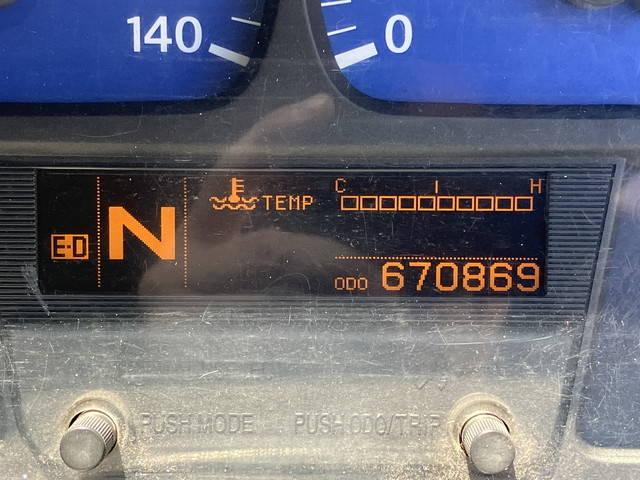 140 0
C I H
TEMP
E-D N
ODO 670869
PUSH MODE PUSH ODO/TRIP